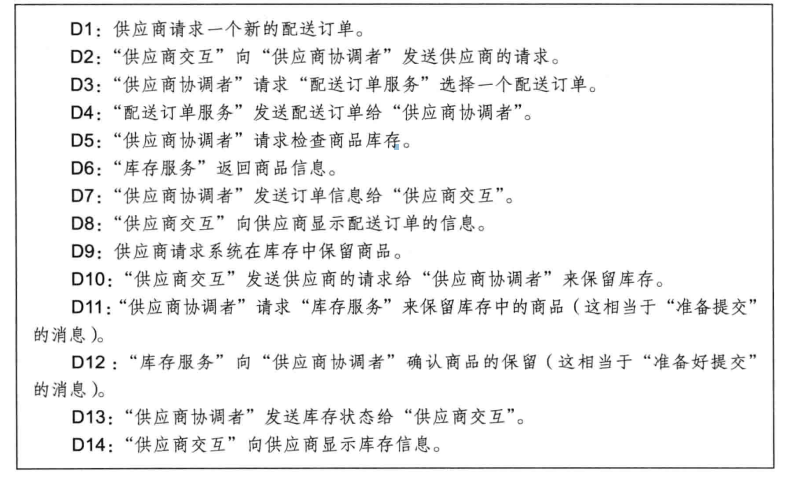 D1：供应商请求一个新的配送订单。
D2：“供应商交互”向“供应商协调者”发送供应商的请求。
D3：“供应商协调者”请求“配送订单服务”选择一个配送订单。
D4：“配送订单服务”发送配送订单给“供应商协调者”。
D5：“供应商协调者”请求检查商品库存。
D6：“库存服务”返回商品信息。
D7：“供应商协调者”发送订单信息给“供应商交互”。
D8：“供应商交互”向供应商显示配送订单的信息。
D9：供应商请求系统在库存中保留商品。
D10：“供应商交互”发送供应商的请求给“供应商协调者”来保留库存。
D11：“供应商协调者”请求“库存服务”来保留库存中的商品（这相当于“准备提交”
的消息）。
D12：“库存服务”向“供应商协调者”确认商品的保留（这相当于“准备好提交”
的消息）。
D13：“供应商协调者”发送库存状态给“供应商交互”。
D14：“供应商交互”向供应商显示库存信息。